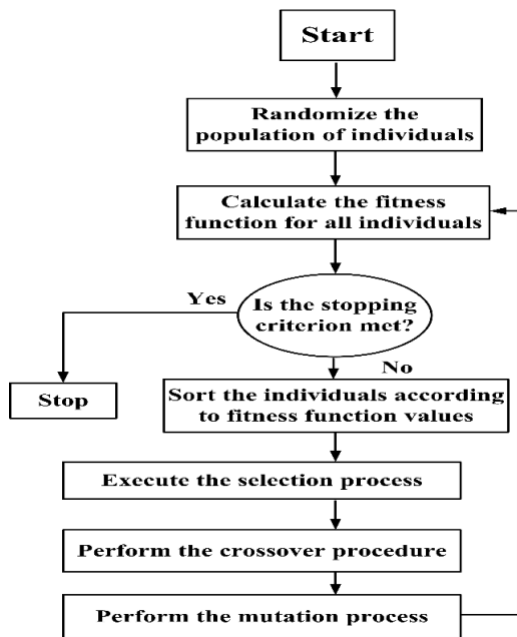 Start
Randomize the
population of individuals
Calculate the fitness
function for all individuals
Yes
Is the stopping
criterion met?
No
Stop
Sort the individuals according
to fitness function values
Execute the selection process
Perform the crossover procedure
Perform the mutation process